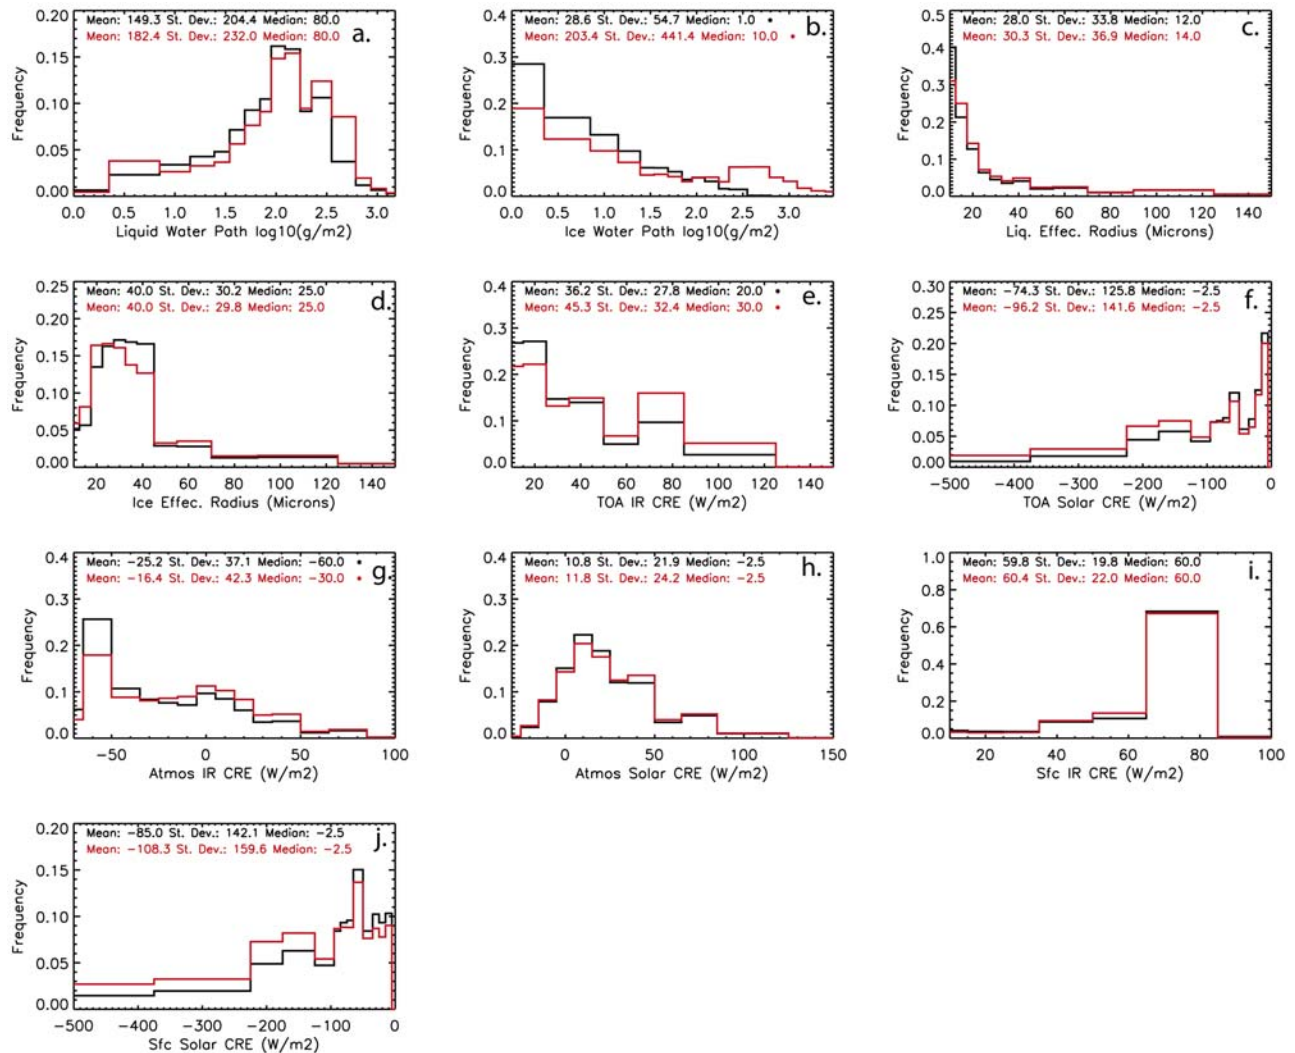 Mean: 149.3 St. Dev.: 204.4 Median: 80.0
Mean: 182.4 St. Dev.: 232.0 Median: 80.0
a.
0.20
0.15
0.10
0.05
0.00
Frequency
0.0 0.5 1.0 1.5 2.0 2.5 3.0
Liquid Water Path log10(g/m2)
Mean: 28.6 St. Dev.: 54.7 Median: 1.0
Mean: 203.4 St. Dev.: 441.4 Median: 10.0
b.
0.4
0.3
0.2
0.1
0.0
Frequency
0.0 0.5 1.0 1.5 2.0 2.5 3.0
Ice Water Path log10(g/m2)
Mean: 28.0 St. Dev.: 33.8 Median: 12.0
Mean: 30.3 St. Dev.: 36.9 Median: 14.0
c.
0.5
0.4
0.3
0.2
0.1
0.0
Frequency
20 40 60 80 100 120 140
Liq. Effec. Radius (Microns)
Mean: 40.0 St. Dev.: 30.2 Median: 25.0
Mean: 40.0 St. Dev.: 29.8 Median: 25.0
d.
0.25
0.20
0.15
0.10
0.05
0.00
Frequency
20 40 60 80 100 120 140
Ice Effec. Radius (Microns)
Mean: 36.2 St. Dev.: 27.8 Median: 20.0
Mean: 45.3 St. Dev.: 32.4 Median: 30.0
e.
0.4
0.3
0.2
0.1
0.0
Frequency
20 40 60 80 100 120 140
TOA IR CRE (W/m2)
Mean: -74.3 St. Dev.: 125.8 Median: -2.5
Mean: -96.2 St. Dev.: 141.6 Median: -2.5
f.
0.30
0.25
0.20
0.15
0.10
0.05
0.00
Frequency
-500 -400 -300 -200 -100 0
TOA Solar CRE (W/m2)
Mean: -25.2 St. Dev.: 37.1 Median: -60.0
Mean: -16.4 St. Dev.: 42.3 Median: -30.0
g.
0.4
0.3
0.2
0.1
0.0
Frequency
-50 0 50 100
Atmos IR CRE (W/m2)
Mean: 10.8 St. Dev.: 21.9 Median: -2.5
Mean: 11.8 St. Dev.: 24.2 Median: -2.5
h.
0.4
0.3
0.2
0.1
0.0
Frequency
0 50 100 150
Atmos Solar CRE (W/m2)
Mean: 59.8 St. Dev.: 19.8 Median: 60.0
Mean: 60.4 St. Dev.: 22.0 Median: 60.0
i.
1.0
0.8
0.6
0.4
0.2
0.0
Frequency
20 40 60 80 100
Sfc IR CRE (W/m2)
Mean: -85.0 St. Dev.: 142.1 Median: -2.5
Mean: -108.3 St. Dev.: 159.6 Median: -2.5
j.
0.20
0.15
0.10
0.05
0.00
Frequency
-500 -400 -300 -200 -100 0
Sfc Solar CRE (W/m2)